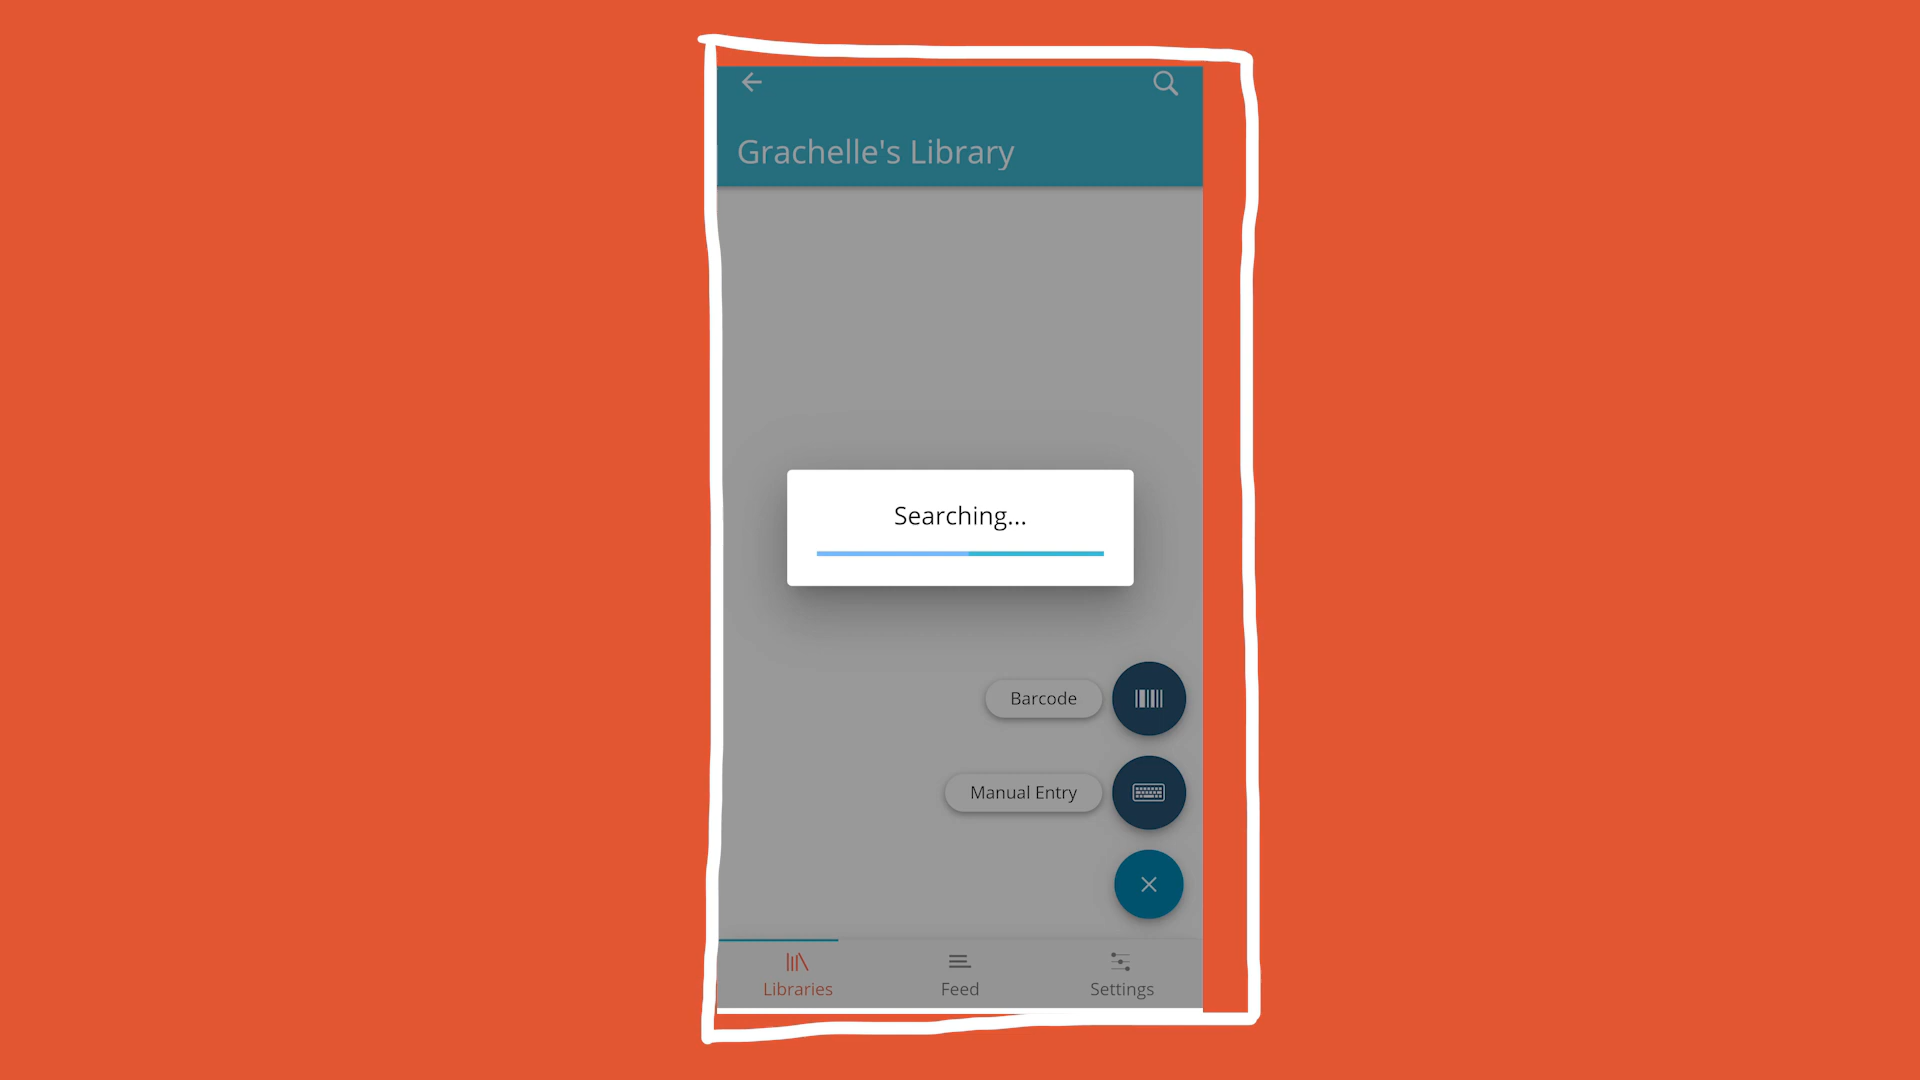 Grachelle's Library
Searching...
Barcode
Manual Entry
Libraries
Feed
Settings